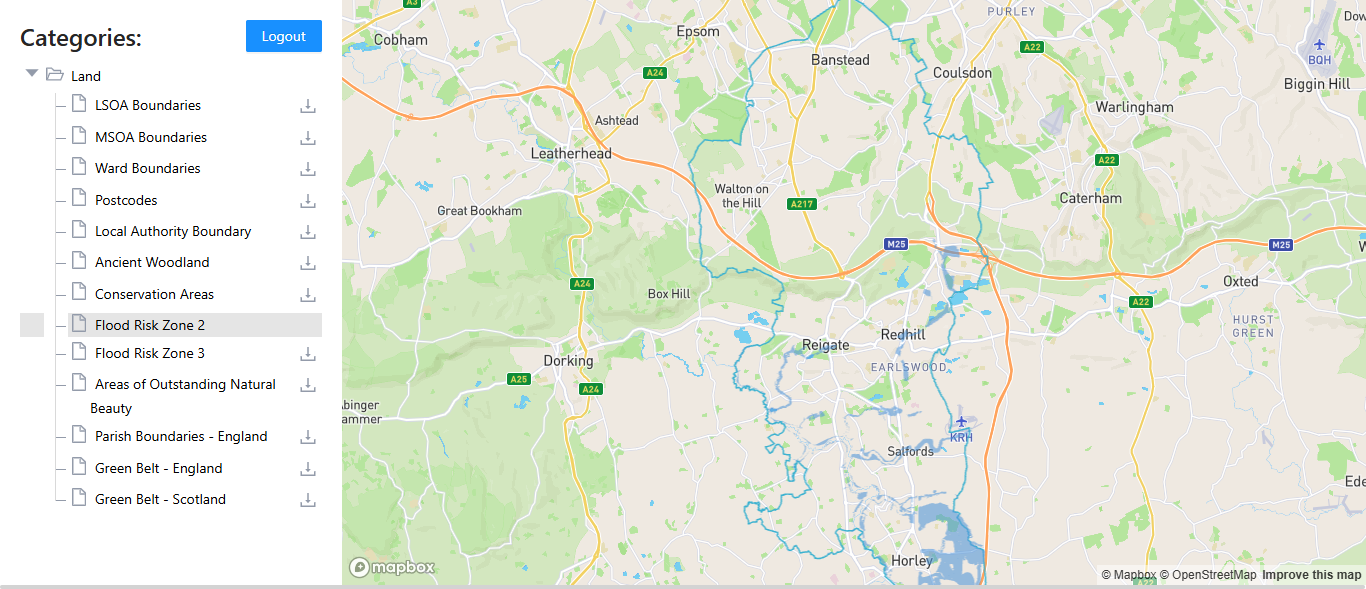 Categories:
Logout
Land
LSOA Boundaries
MSOA Boundaries
Ward Boundaries
Postcodes
Local Authority Boundary
Ancient Woodland
Conservation Areas
Flood Risk Zone 2
Flood Risk Zone 3
Areas of Outstanding Natural
Beauty
Parish Boundaries - England
Green Belt - England
Green Belt - Scotland
A3
PURLEY
Cobham
Epsom
A22
BQH
Banstead
A24
Coulsdon
Biggin Hill
Warlingham
Ashtead
Leatherhead
A22
Walton on
the Hill
Caterham
A217
Great Bookham
M25
M25
A24
Oxted
Box Hill
A22
HURST
GREEN
Redhill
Reigate
Dorking
EARLSWOOD
A25
A24
KRH
Salfords
Horley
mapbox
© Mapbox © OpenStreetMap Improve this map